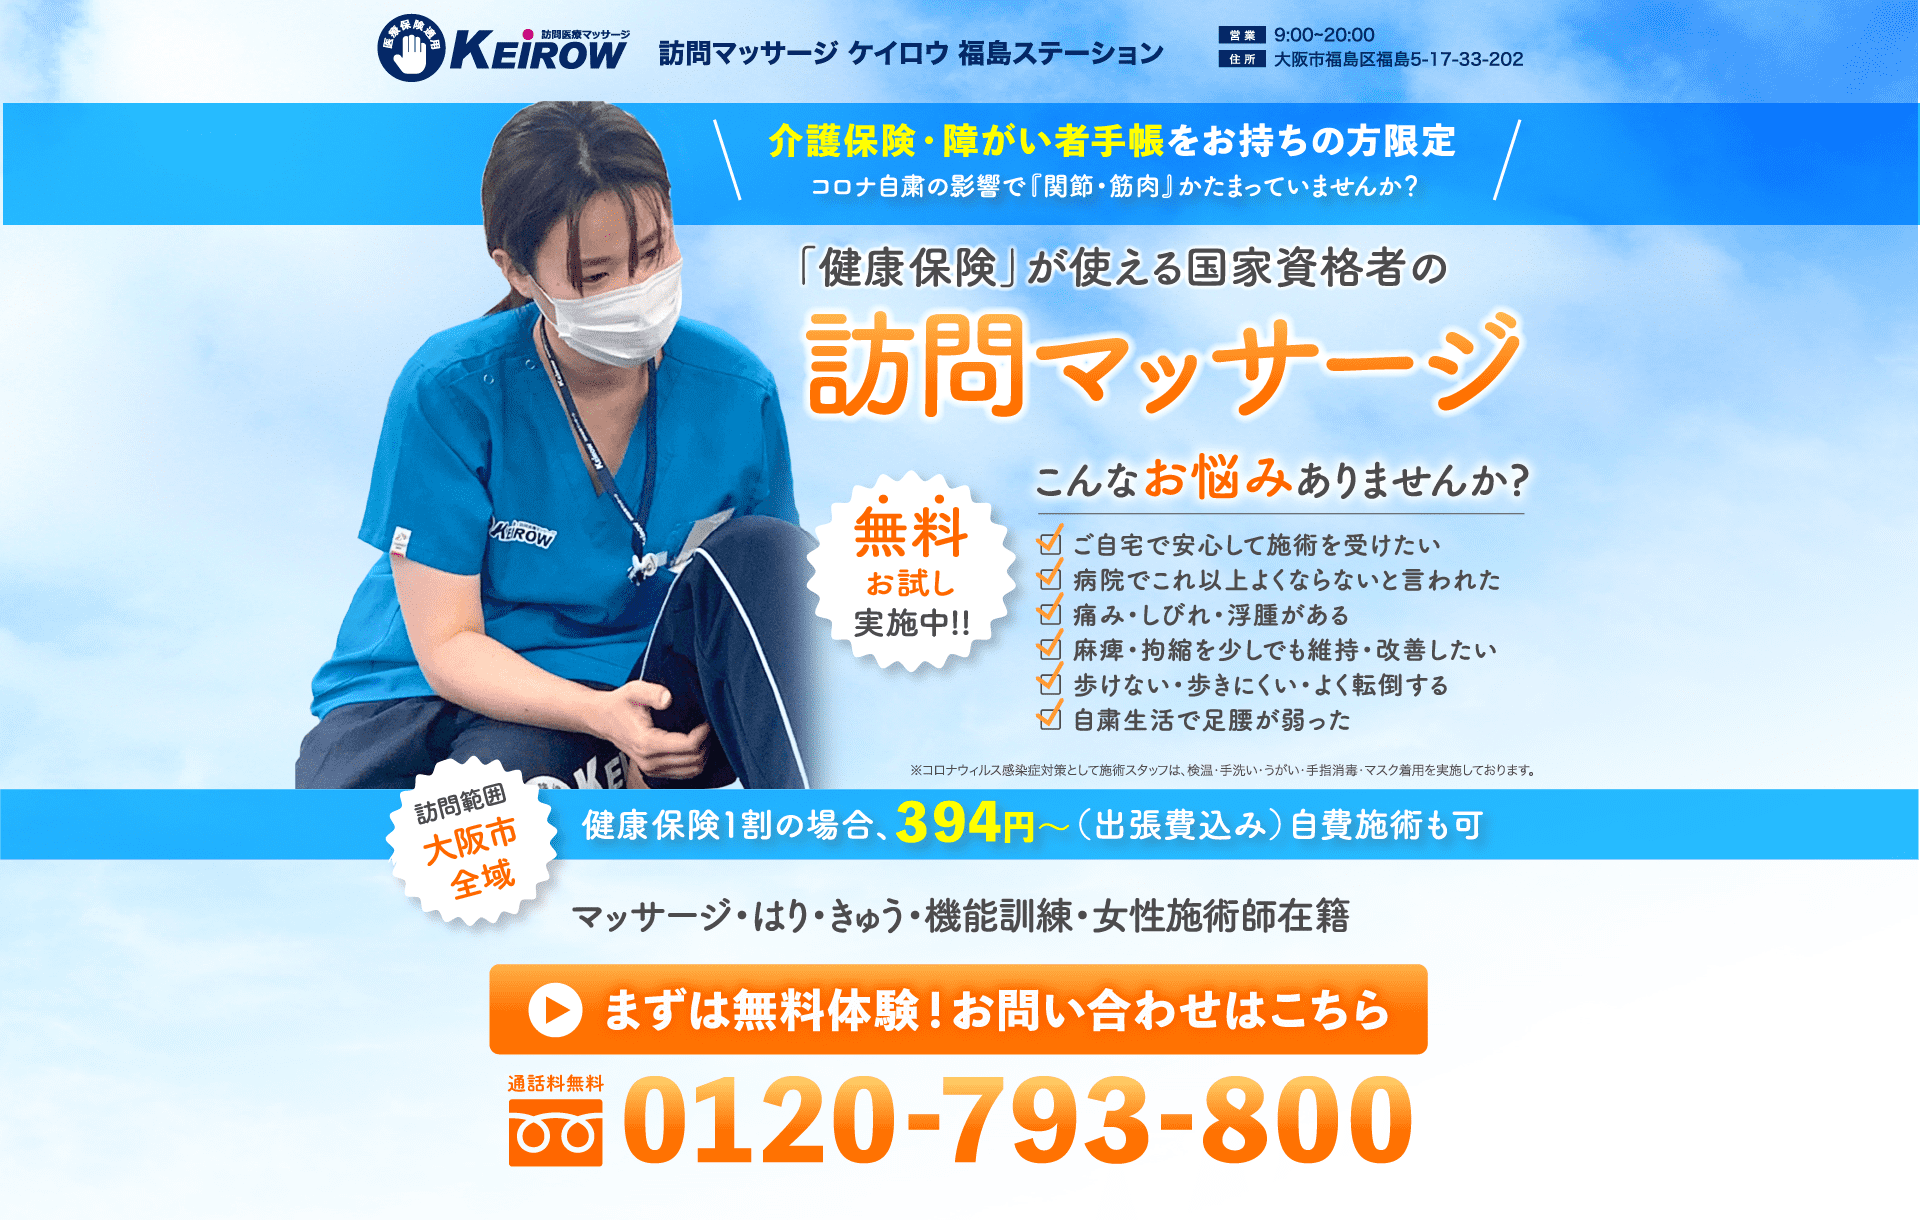 医療保険適用
訪問医療マッサージ
KEiROW
訪問マッサージ ケイロウ 福島ステーション
営業 9:00~20:00
住所 大阪市福島区福島5-17-33-202
介護保険・障がい者手帳をお持ちの方限定
コロナ自粛の影響で『関節・筋肉』かたまっていませんか？
「健康保険」が使える国家資格者の
訪問マッサージ
こんなお悩みありませんか？
無料
お試し
実施中!!
ご自宅で安心して施術を受けたい
病院でこれ以上よくならないと言われた
痛み・しびれ・浮腫がある
麻痺・拘縮を少しでも維持・改善したい
歩けない・歩きにくい・よく転倒する
自粛生活で足腰が弱った
KEiROW
KE
※コロナウィルス感染症対策として施術スタッフは、検温・手洗い・うがい・手指消毒・マスク着用を実施しております。
訪問範囲
大阪市
全域
健康保険1割の場合、394円～（出張費込み）自費施術も可
マッサージ・はり・きゅう・機能訓練・女性施術師在籍
まずは無料体験！お問い合わせはこちら
通話料無料
0120-793-800